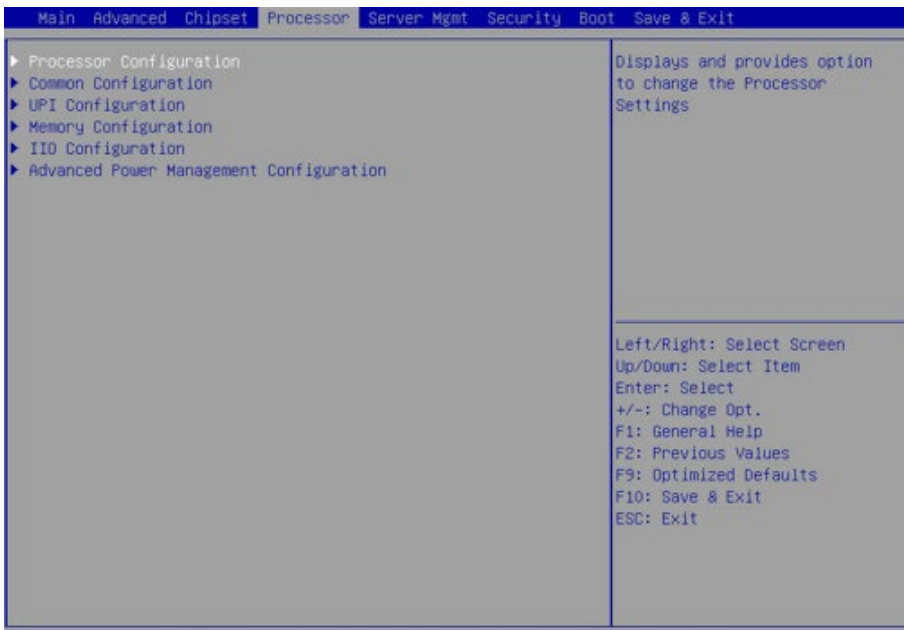 Main Advanced Chipset Processor Server Mgmt Security Boot Save & Exit
Processor Configuration
Common Configuration
UPI Configuration
Memory Configuration
IIO Configuration
Advanced Power Management Configuration
Displays and provides option
to change the Processor
Settings
Left/Right: Select Screen
Up/Down: Select Item
Enter: Select
+/-: Change Opt.
F1: General Help
F2: Previous Values
F9: Optimized Defaults
F10: Save & Exit
ESC: Exit